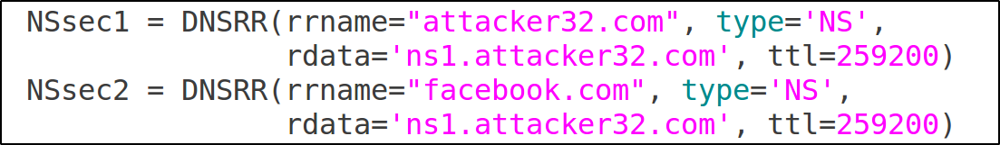 NSsec1 = DNSRR(rrname="attacker32.com", type='NS',
               rdata='ns1.attacker32.com', ttl=259200)
NSsec2 = DNSRR(rrname="facebook.com", type='NS',
               rdata='ns1.attacker32.com', ttl=259200)